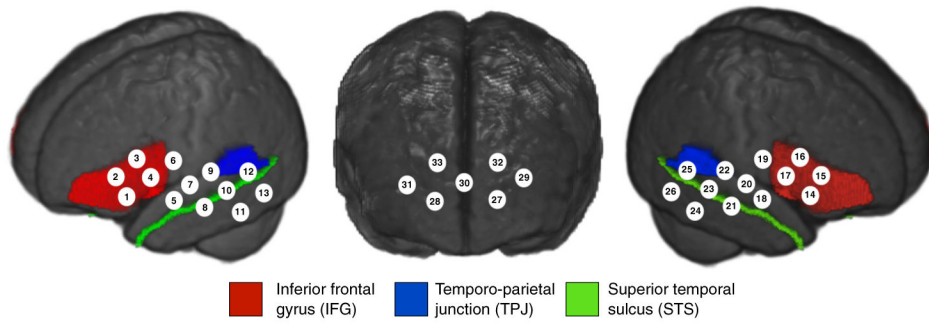 3 6 2 4 9 12 7 10 13 1 5 8 11
33 32 31 30 29 28 27
19 16 25 22 17 15 26 23 20 18 14 24 21
Inferior frontal
gyrus (IFG)
Temporo-parietal
junction (TPJ)
Superior temporal
sulcus (STS)